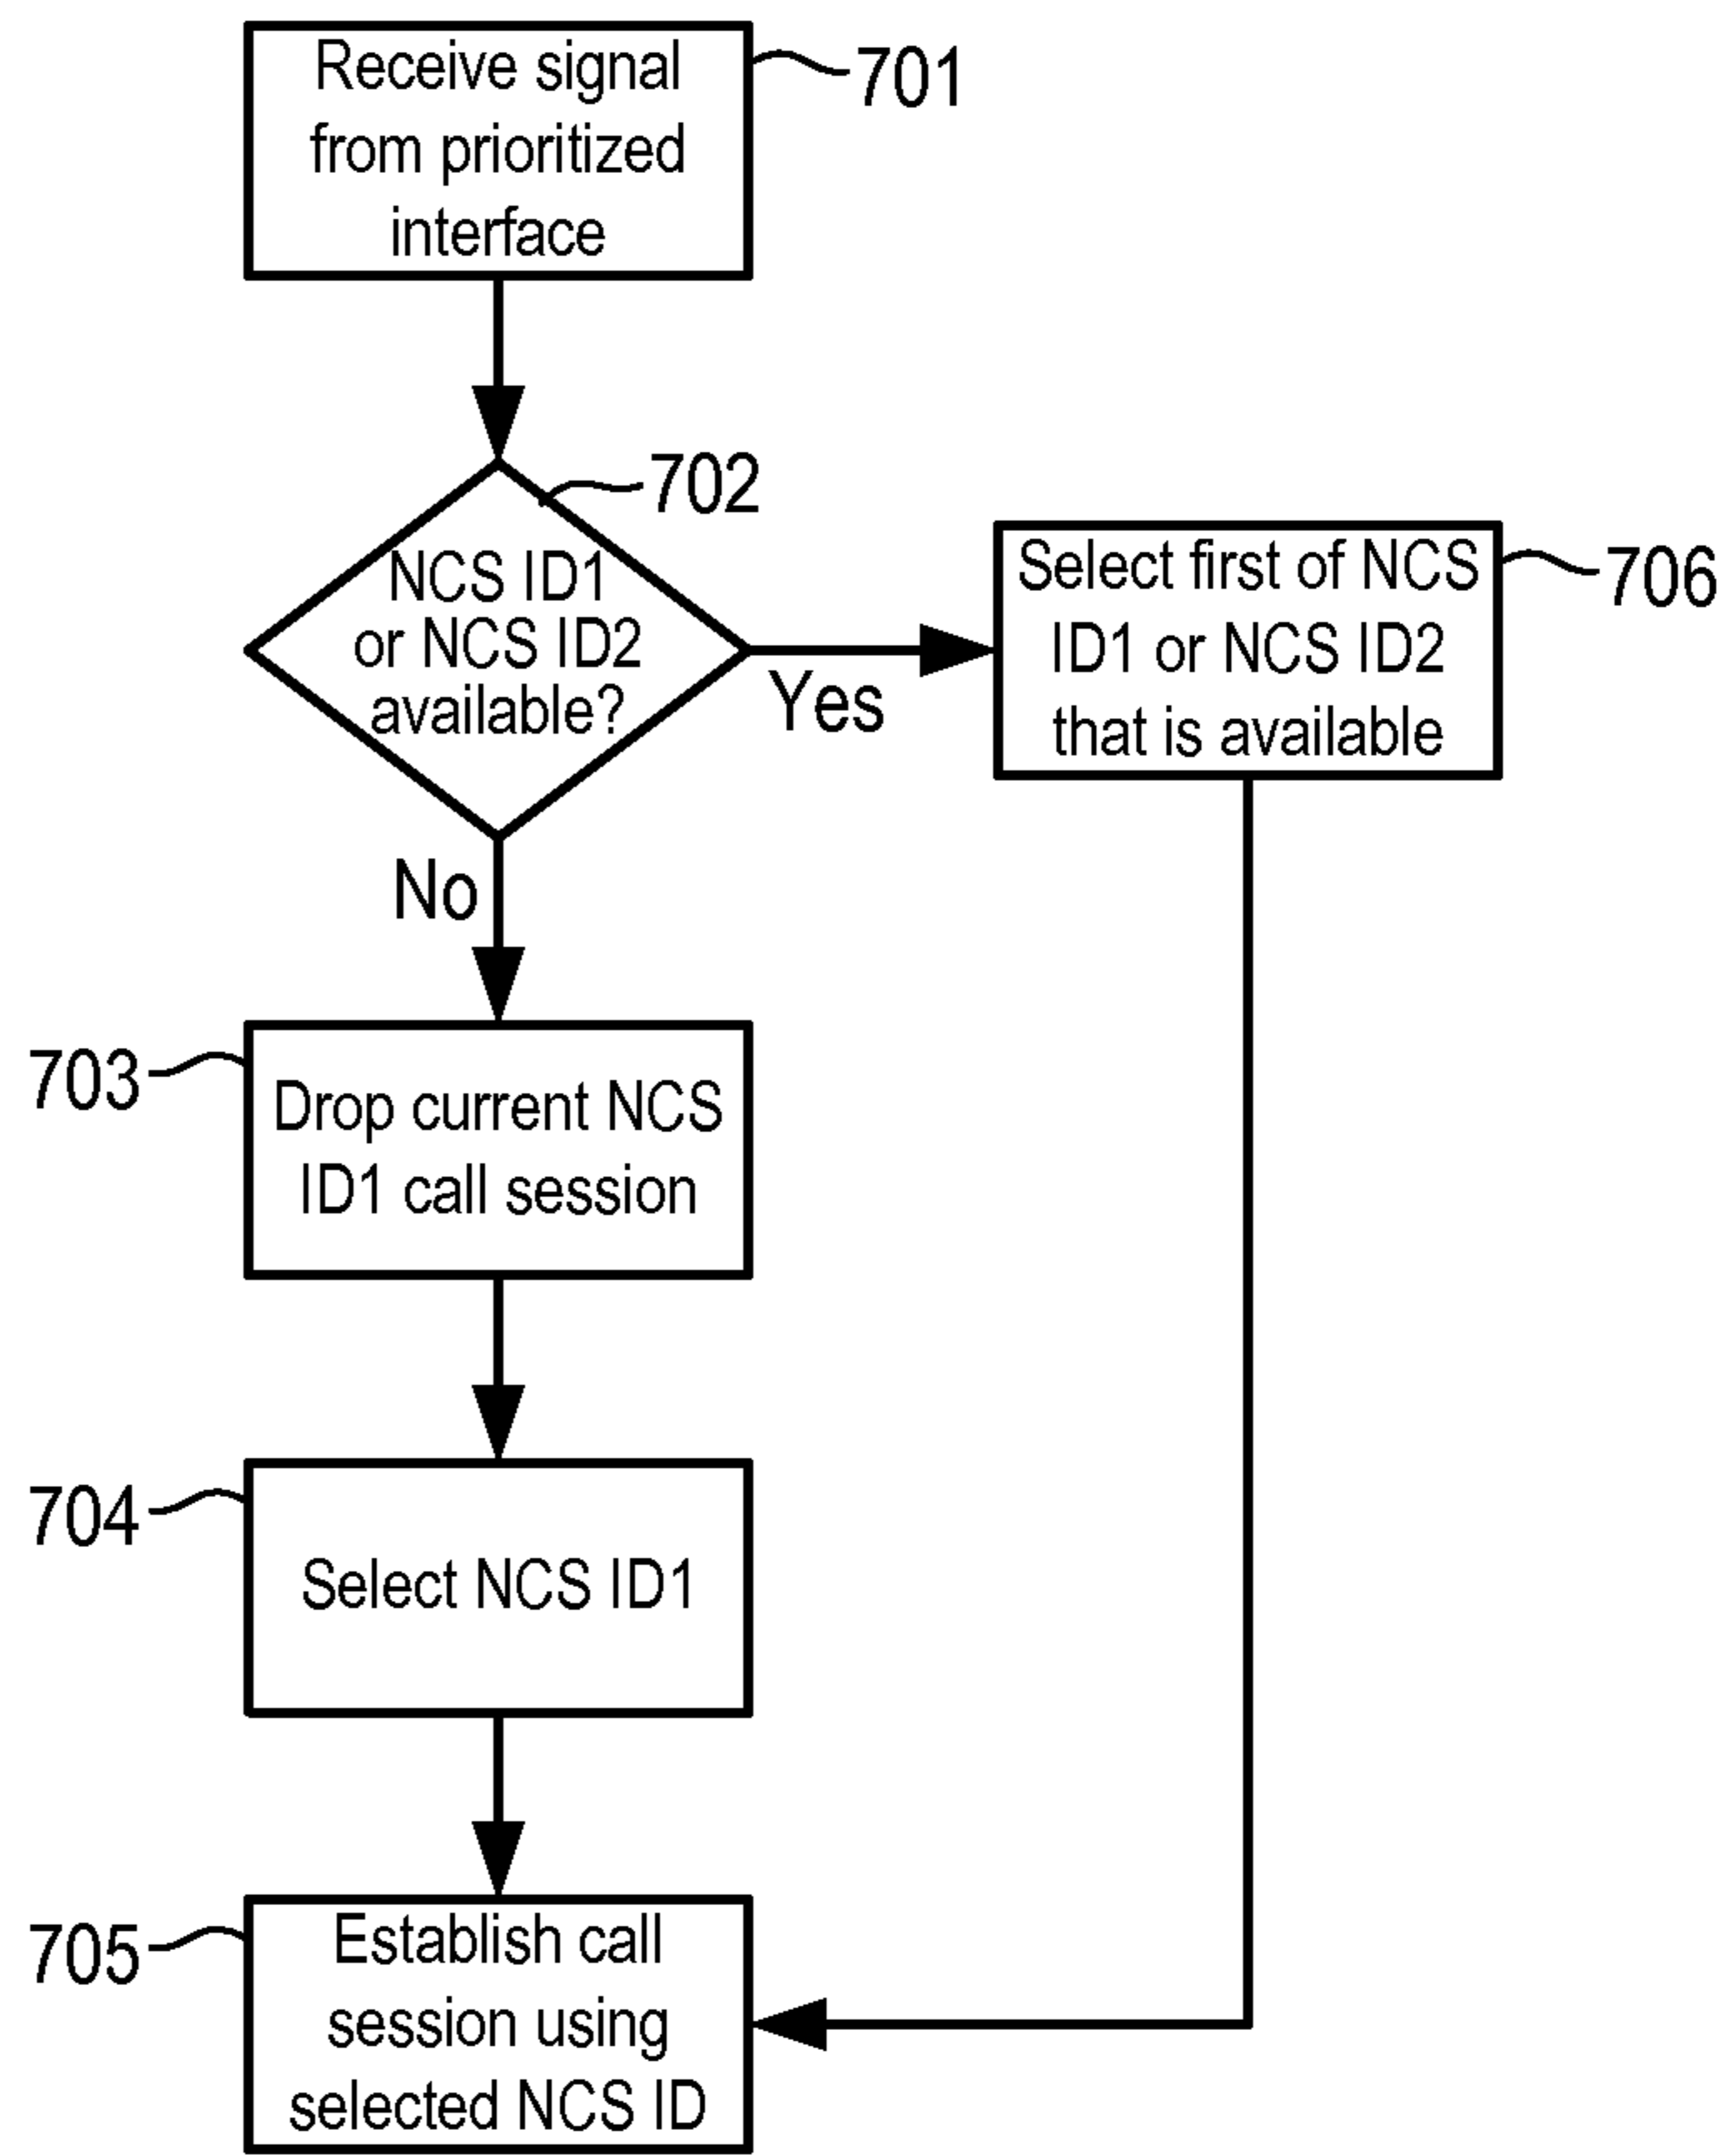 Receive signal
from prioritized
interface
701
702
NCS ID1
or NCS ID2
available?
Yes
Select first of NCS
ID1 or NCS ID2
that is available
706
No
703
Drop current NCS
ID1 call session
704
Select NCS ID1
705
Establish call
session using
selected NCS ID